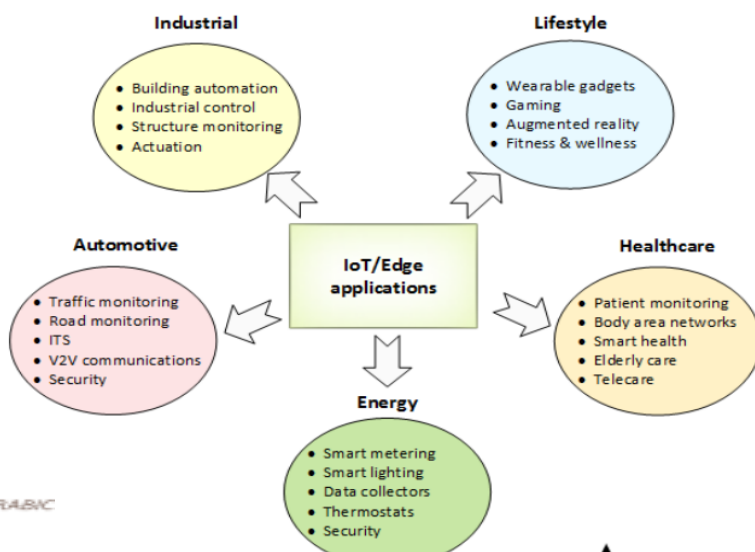 Industrial
• Building automation
• Industrial control
• Structure monitoring
• Actuation
Lifestyle
• Wearable gadgets
• Gaming
• Augmented reality
• Fitness & wellness
IoT/Edge
applications
Automotive
• Traffic monitoring
• Road monitoring
• ITS
• V2V communications
• Security
Healthcare
• Patient monitoring
• Body area networks
• Smart health
• Elderly care
• Telecare
Energy
• Smart metering
• Smart lighting
• Data collectors
• Thermostats
• Security
RABIC